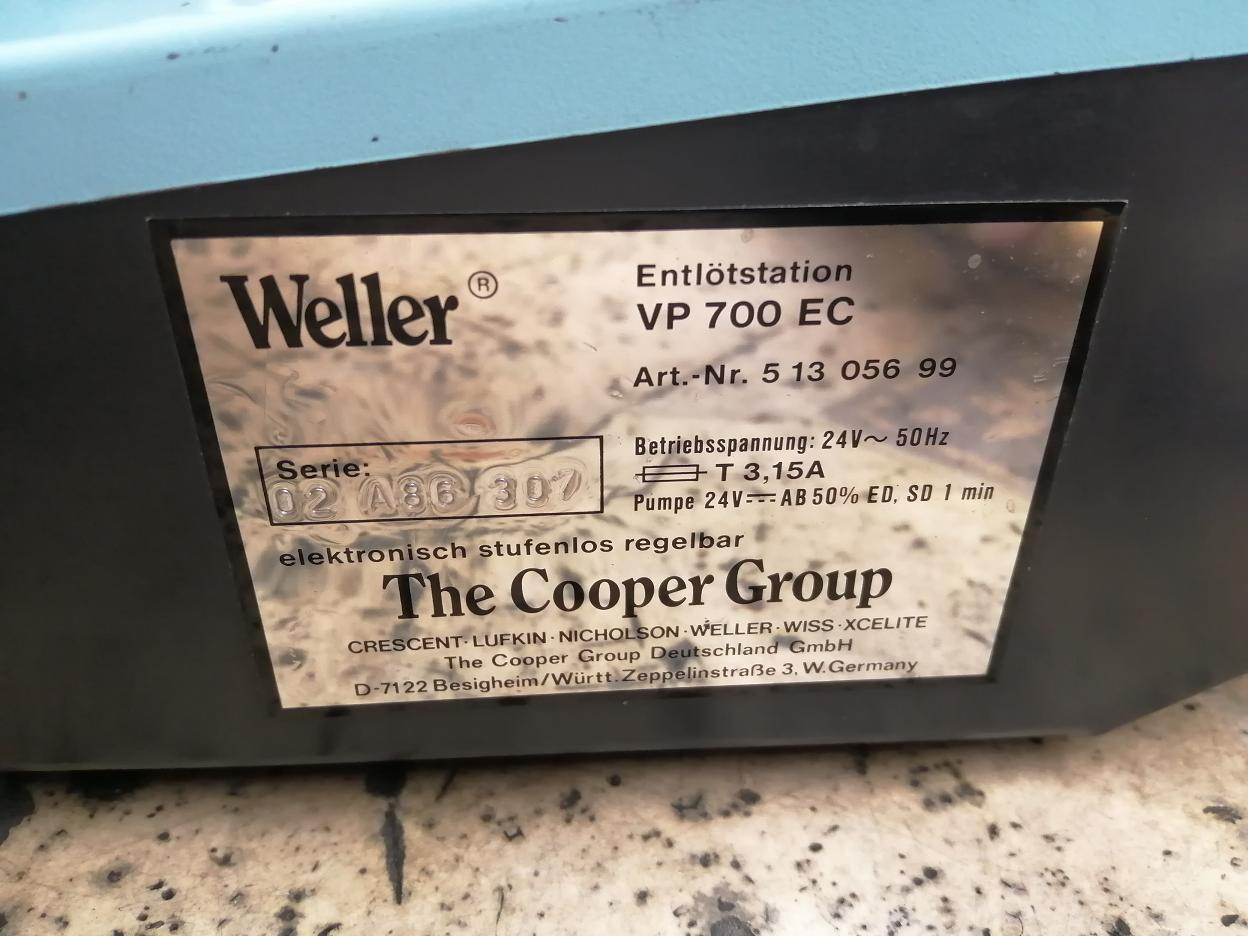 Weller ®
Entlötstation
VP 700 EC
Art.-Nr. 5 13 056 99
Serie:
02 A86 307
Betriebsspannung: 24V~ 50Hz
T 3,15A
Pumpe 24V⎓AB 50% ED, SD 1 min
elektronisch stufenlos regelbar
The Cooper Group
CRESCENT·LUFKIN·NICHOLSON·WELLER·WISS·XCELITE
The Cooper Group Deutschland GmbH
D-7122 Besigheim/Württ. Zeppelinstraße 3, W.Germany